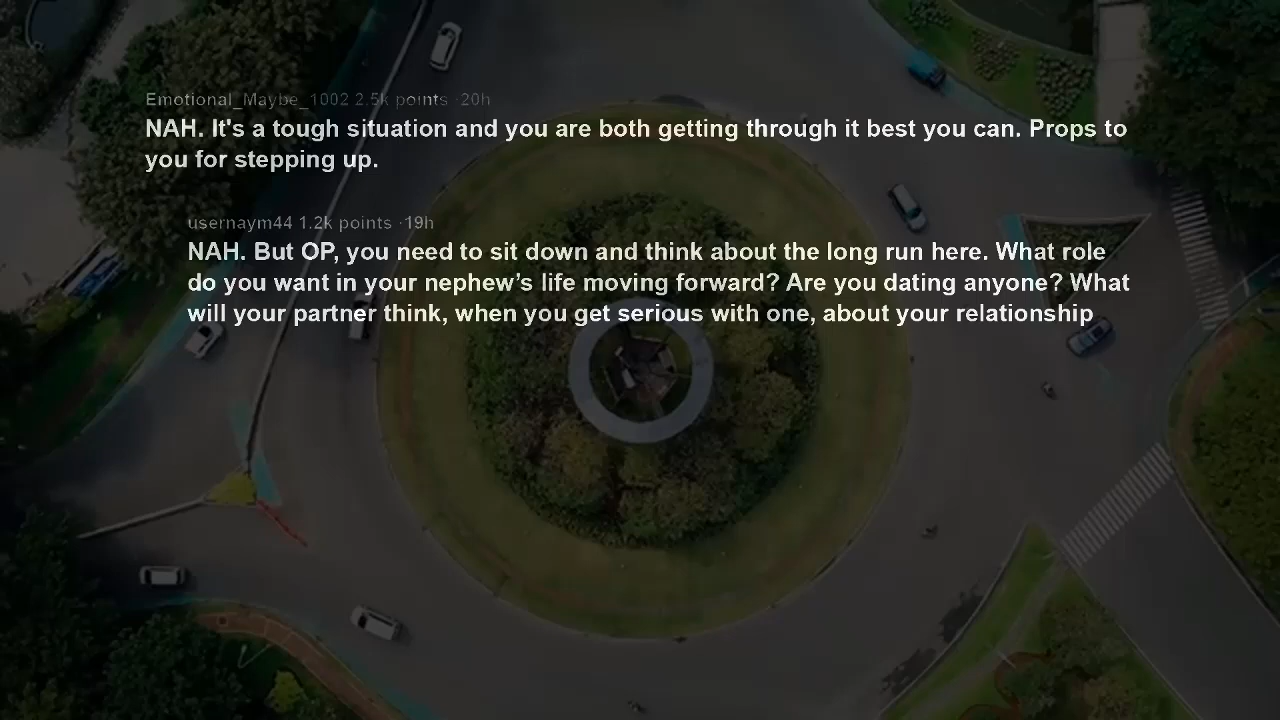 Emotional_Maybe_1002 2.5k points ·20h
NAH. It's a tough situation and you are both getting through it best you can. Props to
you for stepping up.
usernaym44 1.2k points ·19h
NAH. But OP, you need to sit down and think about the long run here. What role
do you want in your nephew’s life moving forward? Are you dating anyone? What
will your partner think, when you get serious with one, about your relationship